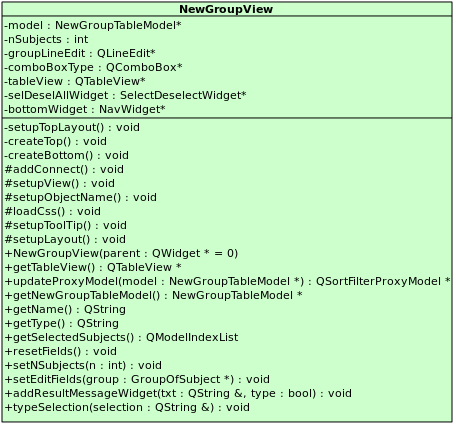 NewGroupView
-model : NewGroupTableModel*
-nSubjects : int
-groupLineEdit : QLineEdit*
-comboBoxType : QComboBox*
-tableView : QTableView*
-selDeselAllWidget : SelectDeselectWidget*
-bottomWidget : NavWidget*
-setupTopLayout() : void
-createTop() : void
-createBottom() : void
#addConnect() : void
#setupView() : void
#setupObjectName() : void
#loadCss() : void
#setupToolTip() : void
#setupLayout() : void
+NewGroupView(parent : QWidget * = 0)
+getTableView() : QTableView *
+updateProxyModel(model : NewGroupTableModel *) : QSortFilterProxyModel *
+getNewGroupTableModel() : NewGroupTableModel *
+getName() : QString
+getType() : QString
+getSelectedSubjects() : QModelIndexList
+resetFields() : void
+setNSubjects(n : int) : void
+setEditFields(group : GroupOfSubject *) : void
+addResultMessageWidget(txt : QString &, type : bool) : void
+typeSelection(selection : QString &) : void